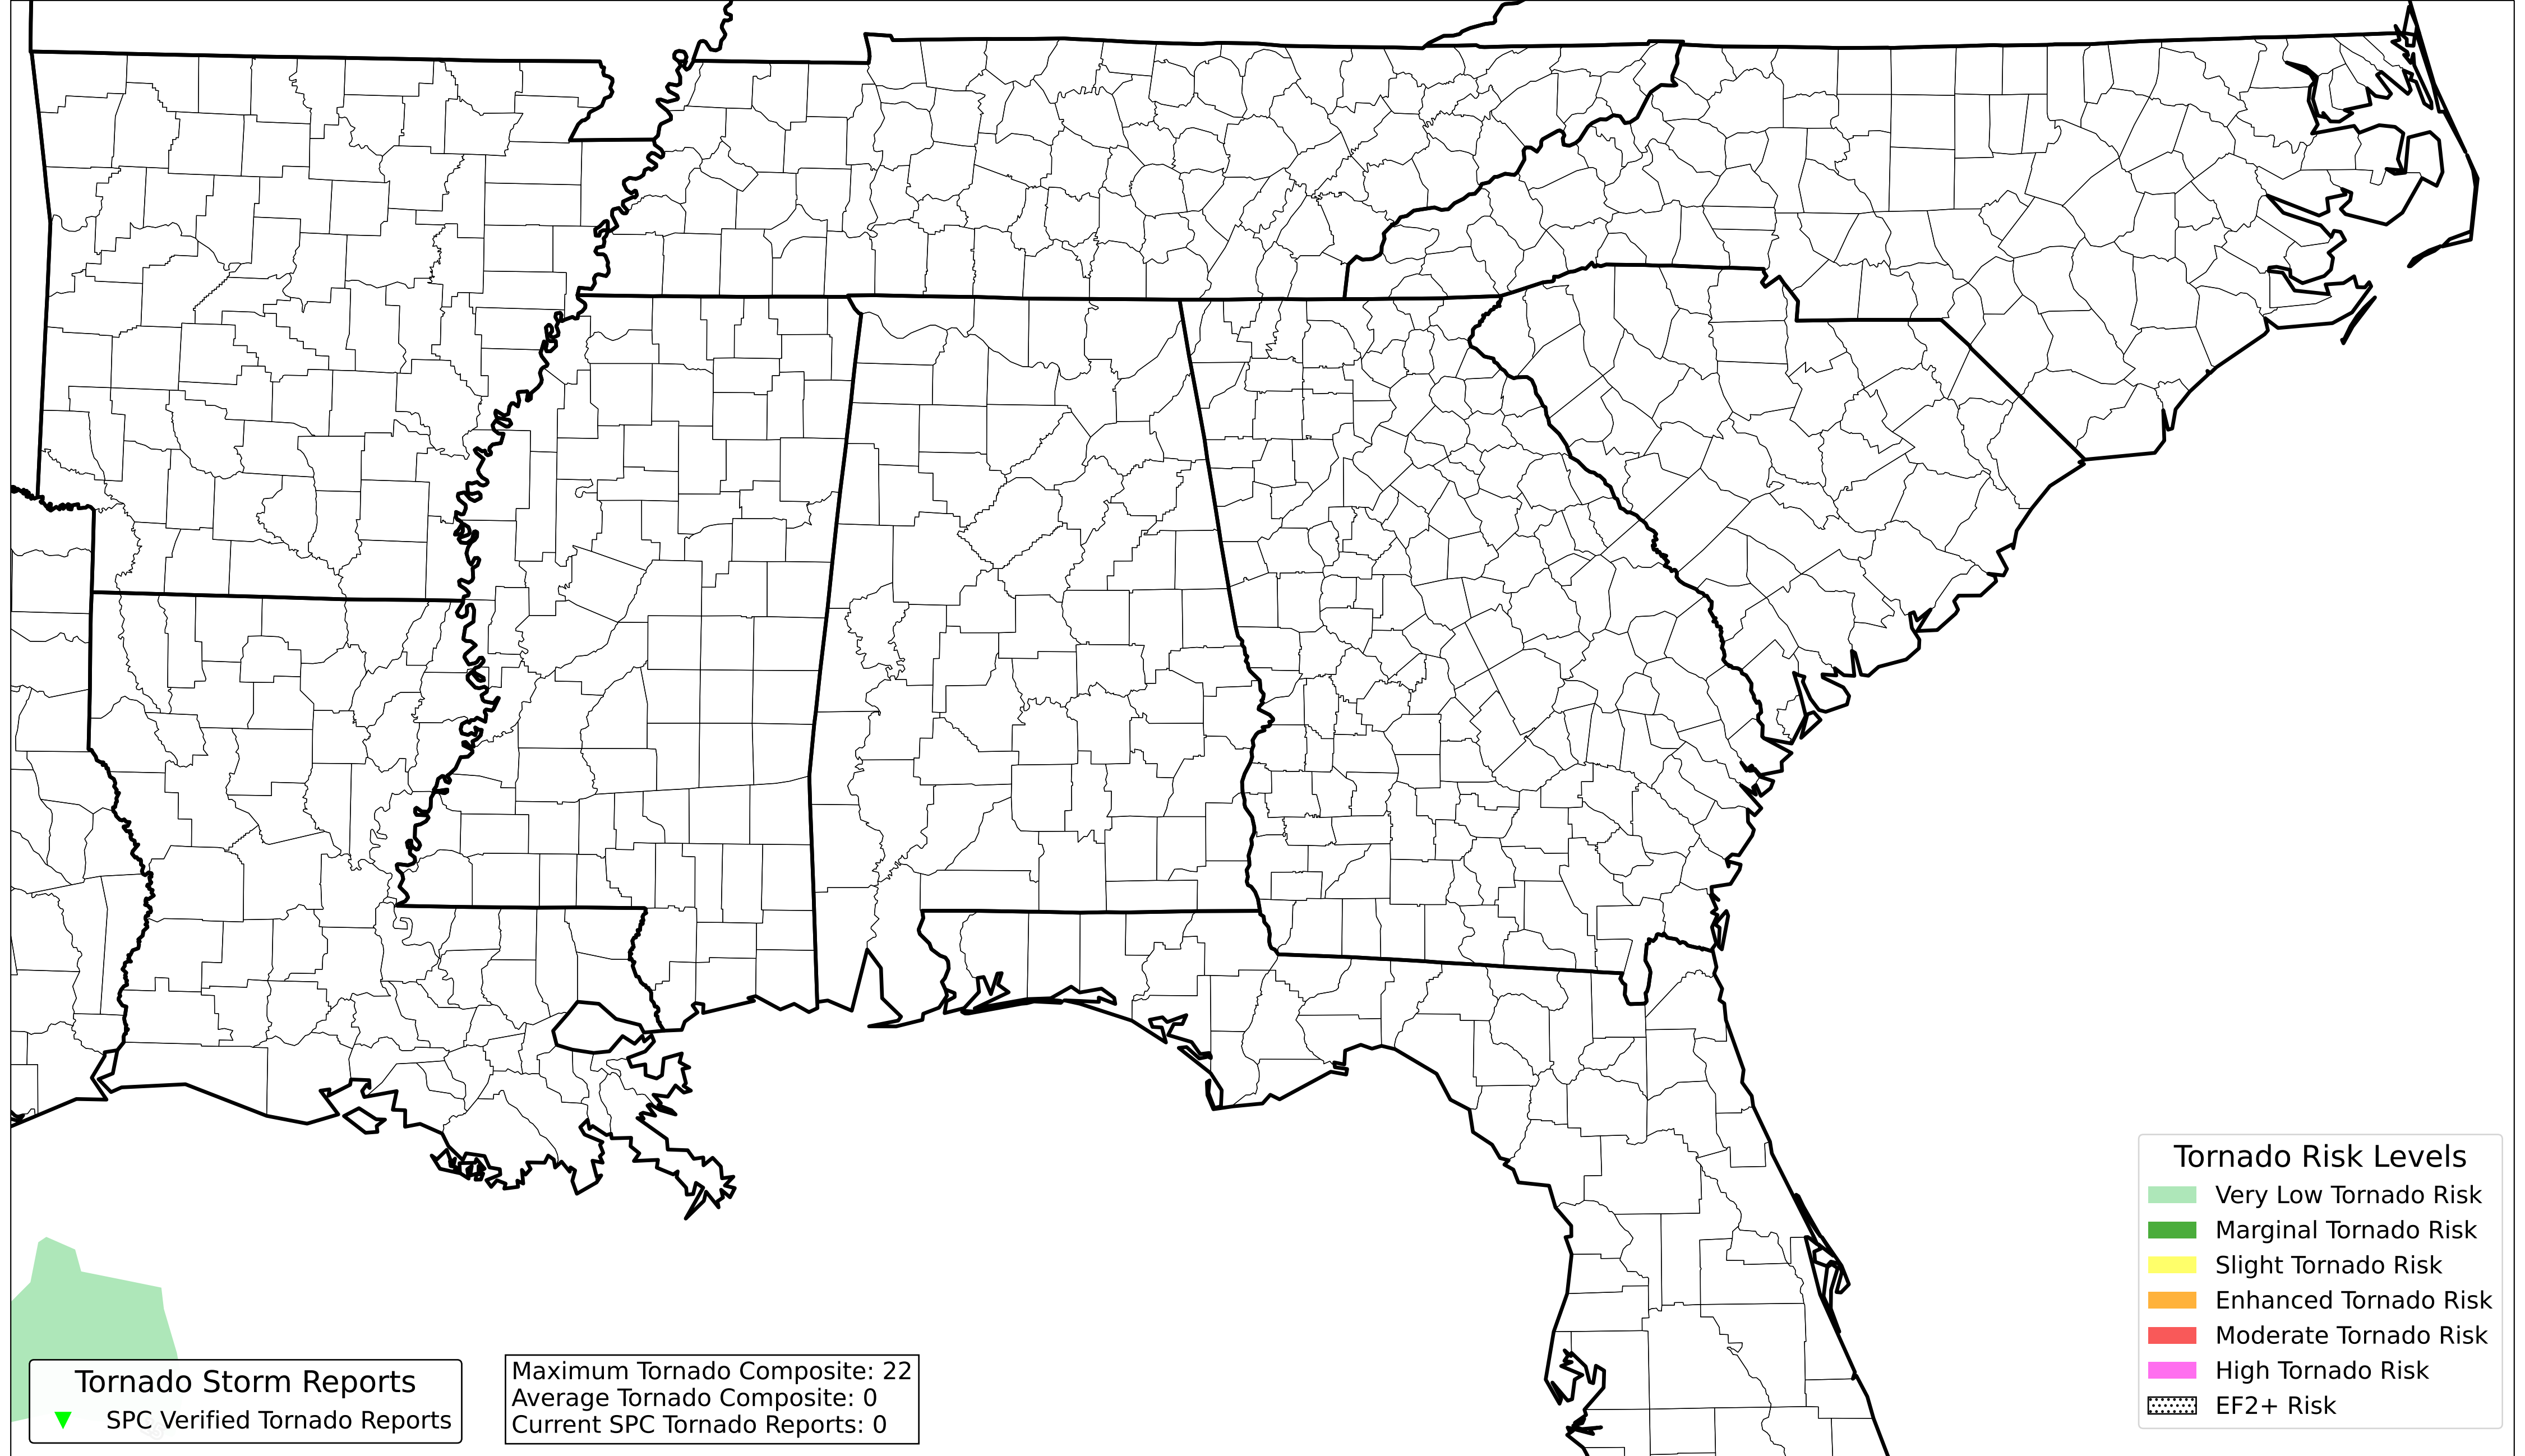 Tornado Storm Reports
SPC Verified Tornado Reports
Maximum Tornado Composite: 22
Average Tornado Composite: 0
Current SPC Tornado Reports: 0
Tornado Risk Levels
Very Low Tornado Risk
Marginal Tornado Risk
Slight Tornado Risk
Enhanced Tornado Risk
Moderate Tornado Risk
High Tornado Risk
EF2+ Risk